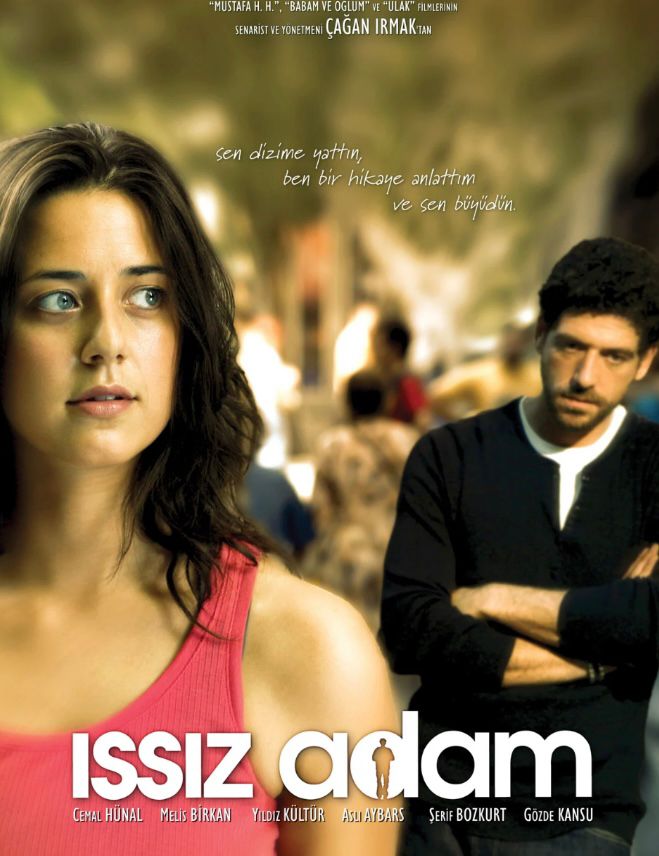 "MUSTAFA H. H.", "BABAM VE OĞLUM" VE "ULAK" FİLMLERİNİN
SENARİST VE YÖNETMENİ ÇAĞAN IRMAK'TAN
sen dizime yattın,
ben bir hikaye anlattım
ve sen büyüdün.
ıssız adam
CEMAL HÜNAL MELİS BİRKAN YILDIZ KÜLTÜR ASLI AYBARS ŞERİF BOZKURT GÖZDE KANSU